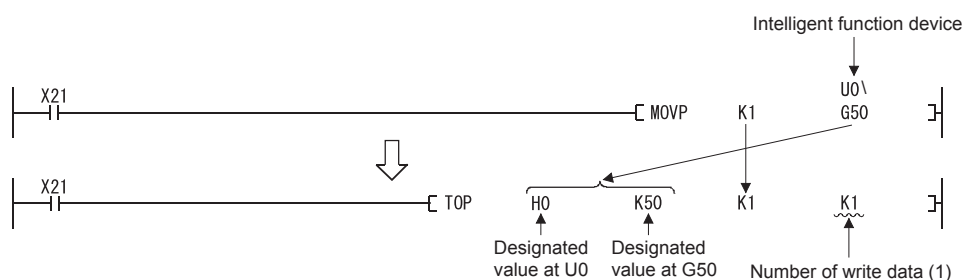 Intelligent function device
X21
U0\
MOVP K1 G50
X21
TOP H0 K50 K1 K1
Designated value at U0
Designated value at G50
Number of write data (1)